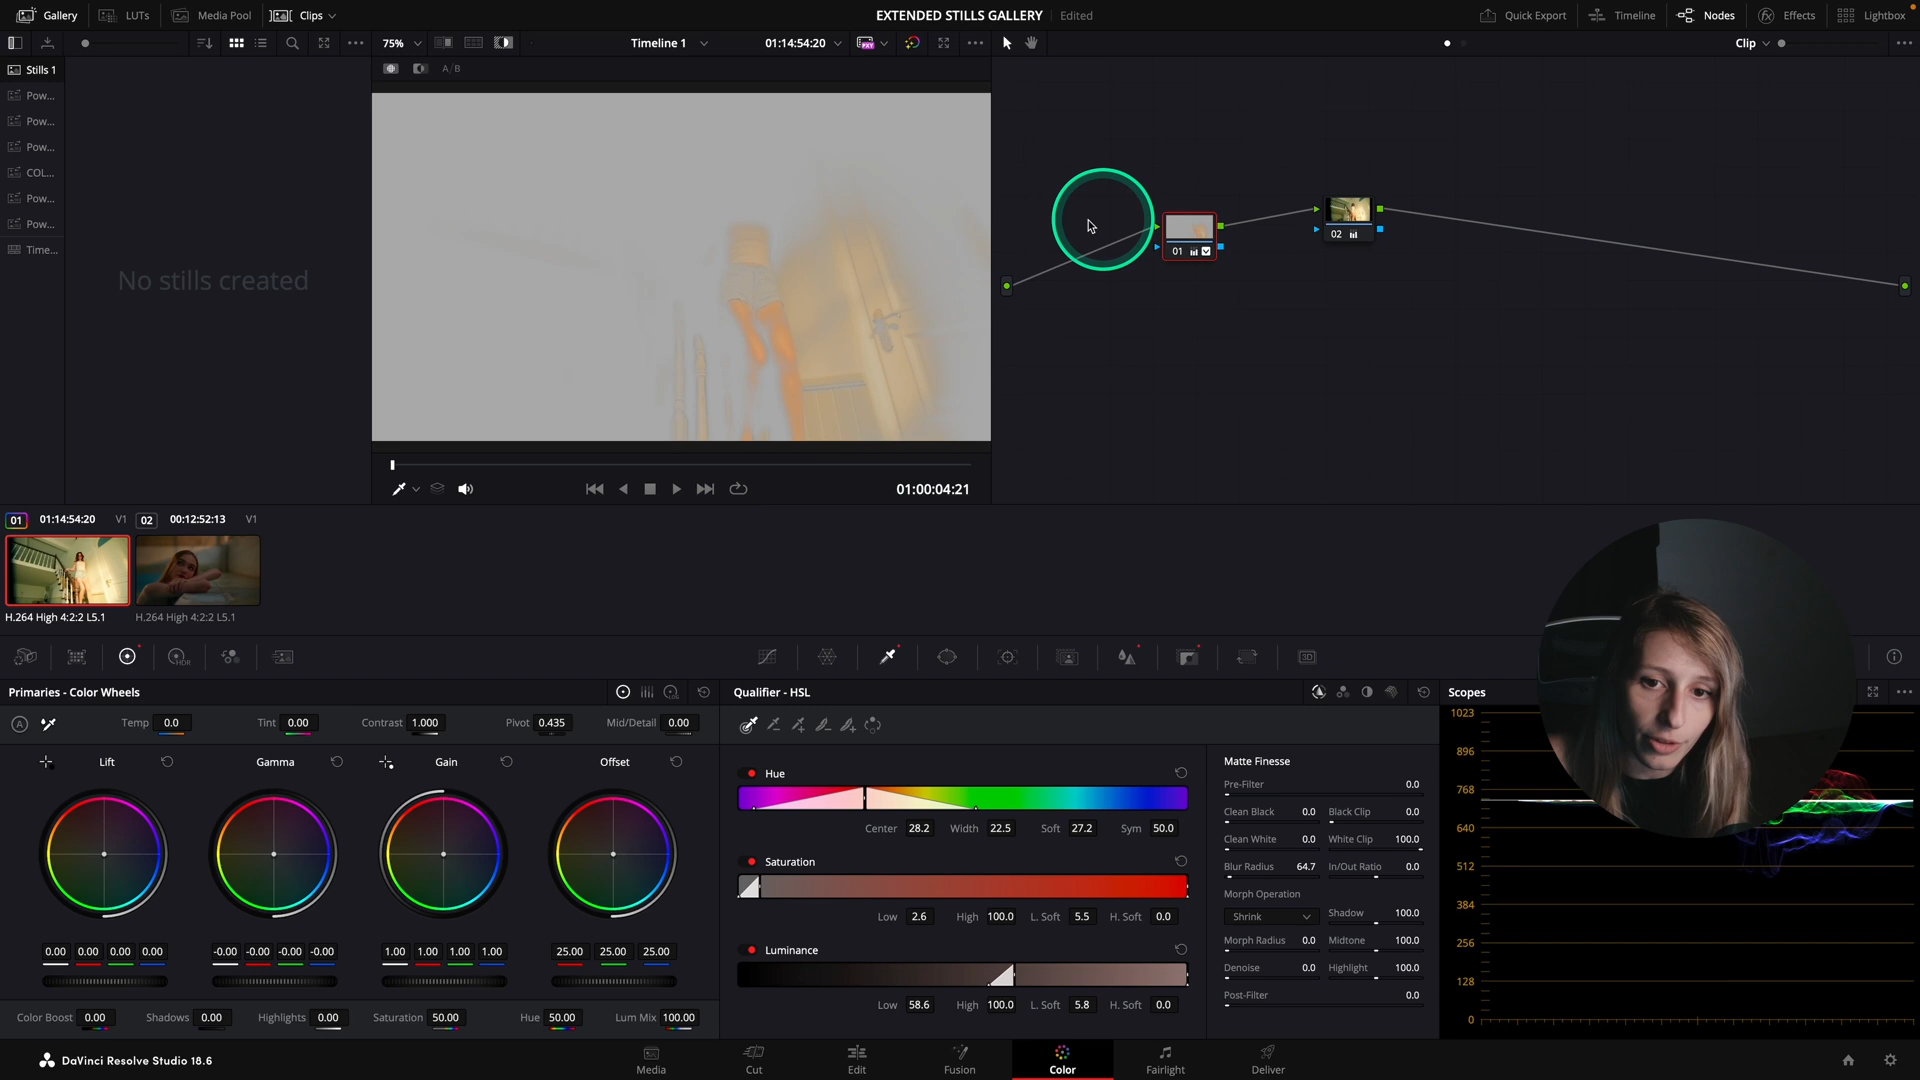 Gallery LUTs Media Pool Clips EXTENDED STILLS GALLERY Edited Quick Export Timeline Nodes Effects Lightbox
75% Timeline 1 01:14:54:20 PXY Clip
A/B
Stills 1
Pow...
Pow...
Pow...
COL...
Pow...
Pow...
Time...
No stills created
01
02
01:00:04:21
01 01:14:54:20 V1 02 00:12:52:13 V1
H.264 High 4:2:2 L5.1 H.264 High 4:2:2 L5.1
HDR 3D
Primaries - Color Wheels LOG Qualifier - HSL Scopes
A Temp 0.0 Tint 0.00 Contrast 1.000 Pivot 0.435 Mid/Detail 0.00
Lift Gamma Gain Offset
0.00 0.00 0.00 0.00 -0.00 -0.00 -0.00 -0.00 1.00 1.00 1.00 1.00 25.00 25.00 25.00
Color Boost 0.00 Shadows 0.00 Highlights 0.00 Saturation 50.00 Hue 50.00 Lum Mix 100.00
Hue
Center 28.2 Width 22.5 Soft 27.2 Sym 50.0
Saturation
Low 2.6 High 100.0 L. Soft 5.5 H. Soft 0.0
Luminance
Low 58.6 High 100.0 L. Soft 5.8 H. Soft 0.0
Matte Finesse
Pre-Filter 0.0
Clean Black 0.0 Black Clip 0.0
Clean White 0.0 White Clip 100.0
Blur Radius 64.7 In/Out Ratio 0.0
Morph Operation
Shrink Shadow 100.0
Morph Radius 0.0 Midtone 100.0
Denoise 0.0 Highlight 100.0
Post-Filter 0.0
1023
896
768
640
512
384
256
128
0
DaVinci Resolve Studio 18.6
Media Cut Edit Fusion Color Fairlight Deliver